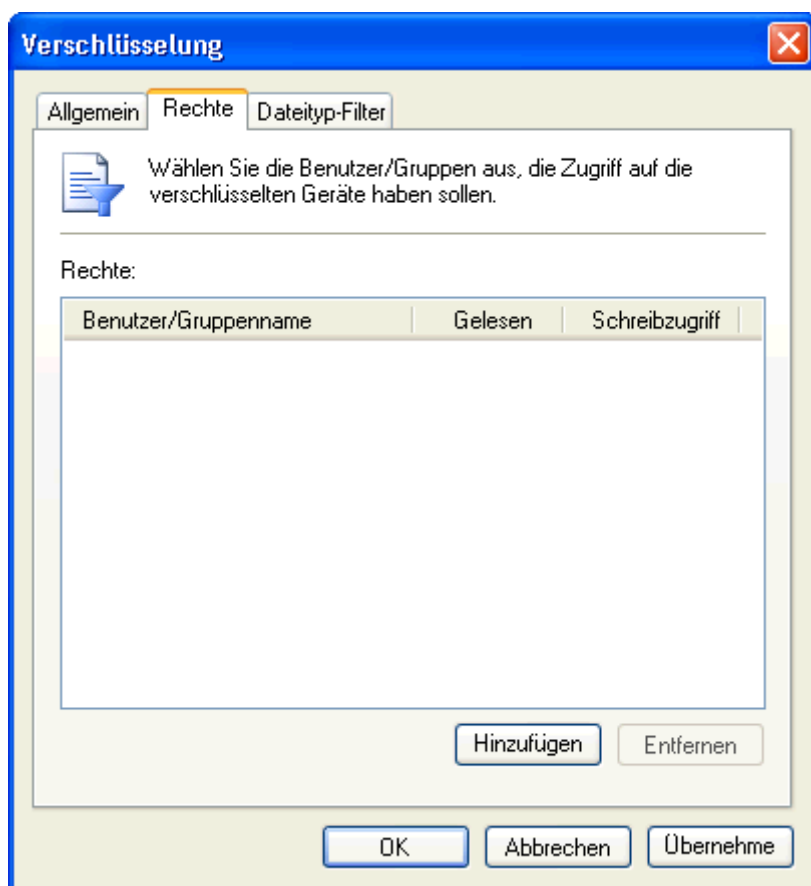 Verschlüsselung
Allgemein Rechte Dateityp-Filter
Wählen Sie die Benutzer/Gruppen aus, die Zugriff auf die
verschlüsselten Geräte haben sollen.
Rechte:
Benutzer/Gruppenname Gelesen Schreibzugriff
Hinzufügen Entfernen
OK Abbrechen Übernehme